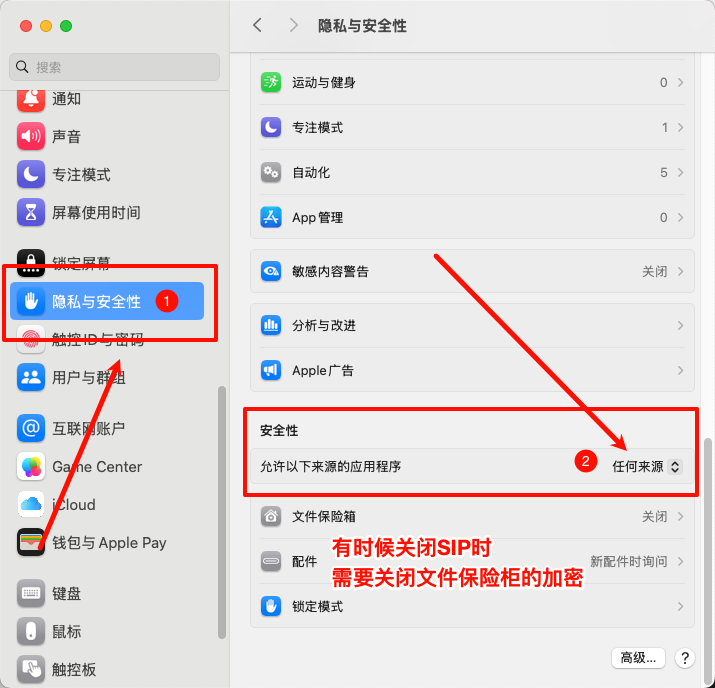 隐私与安全性
搜索
通知
声音
专注模式
屏幕使用时间
锁定屏幕
隐私与安全性 1
触控ID与密码
用户与群组
互联网账户
Game Center
iCloud
钱包与 Apple Pay
键盘
鼠标
触控板
运动与健身 0
专注模式 1
自动化 5
App 管理 0
敏感内容警告 关闭
分析与改进
Apple 广告
安全性
允许以下来源的应用程序 2 任何来源
文件保险箱 关闭
配件 新配件时询问
有时候关闭SIP时
需要关闭文件保险柜的加密
锁定模式
高级... ?